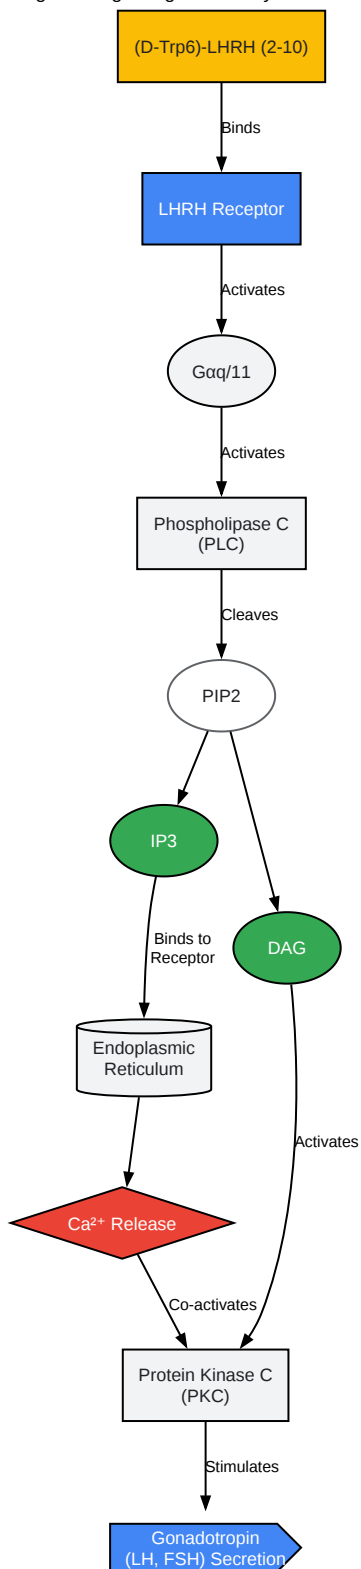 (D-Trp6)-LHRH (2-10)
Binds
LHRH Receptor
Activates
Gαq/11
Activates
Phospholipase C
(PLC)
Cleaves
PIP2
IP3
Binds to
Receptor
DAG
Endoplasmic
Reticulum
Activates
Ca²⁺ Release
Co-activates
Protein Kinase C
(PKC)
Stimulates
Gonadotropin
(LH, FSH) Secretion